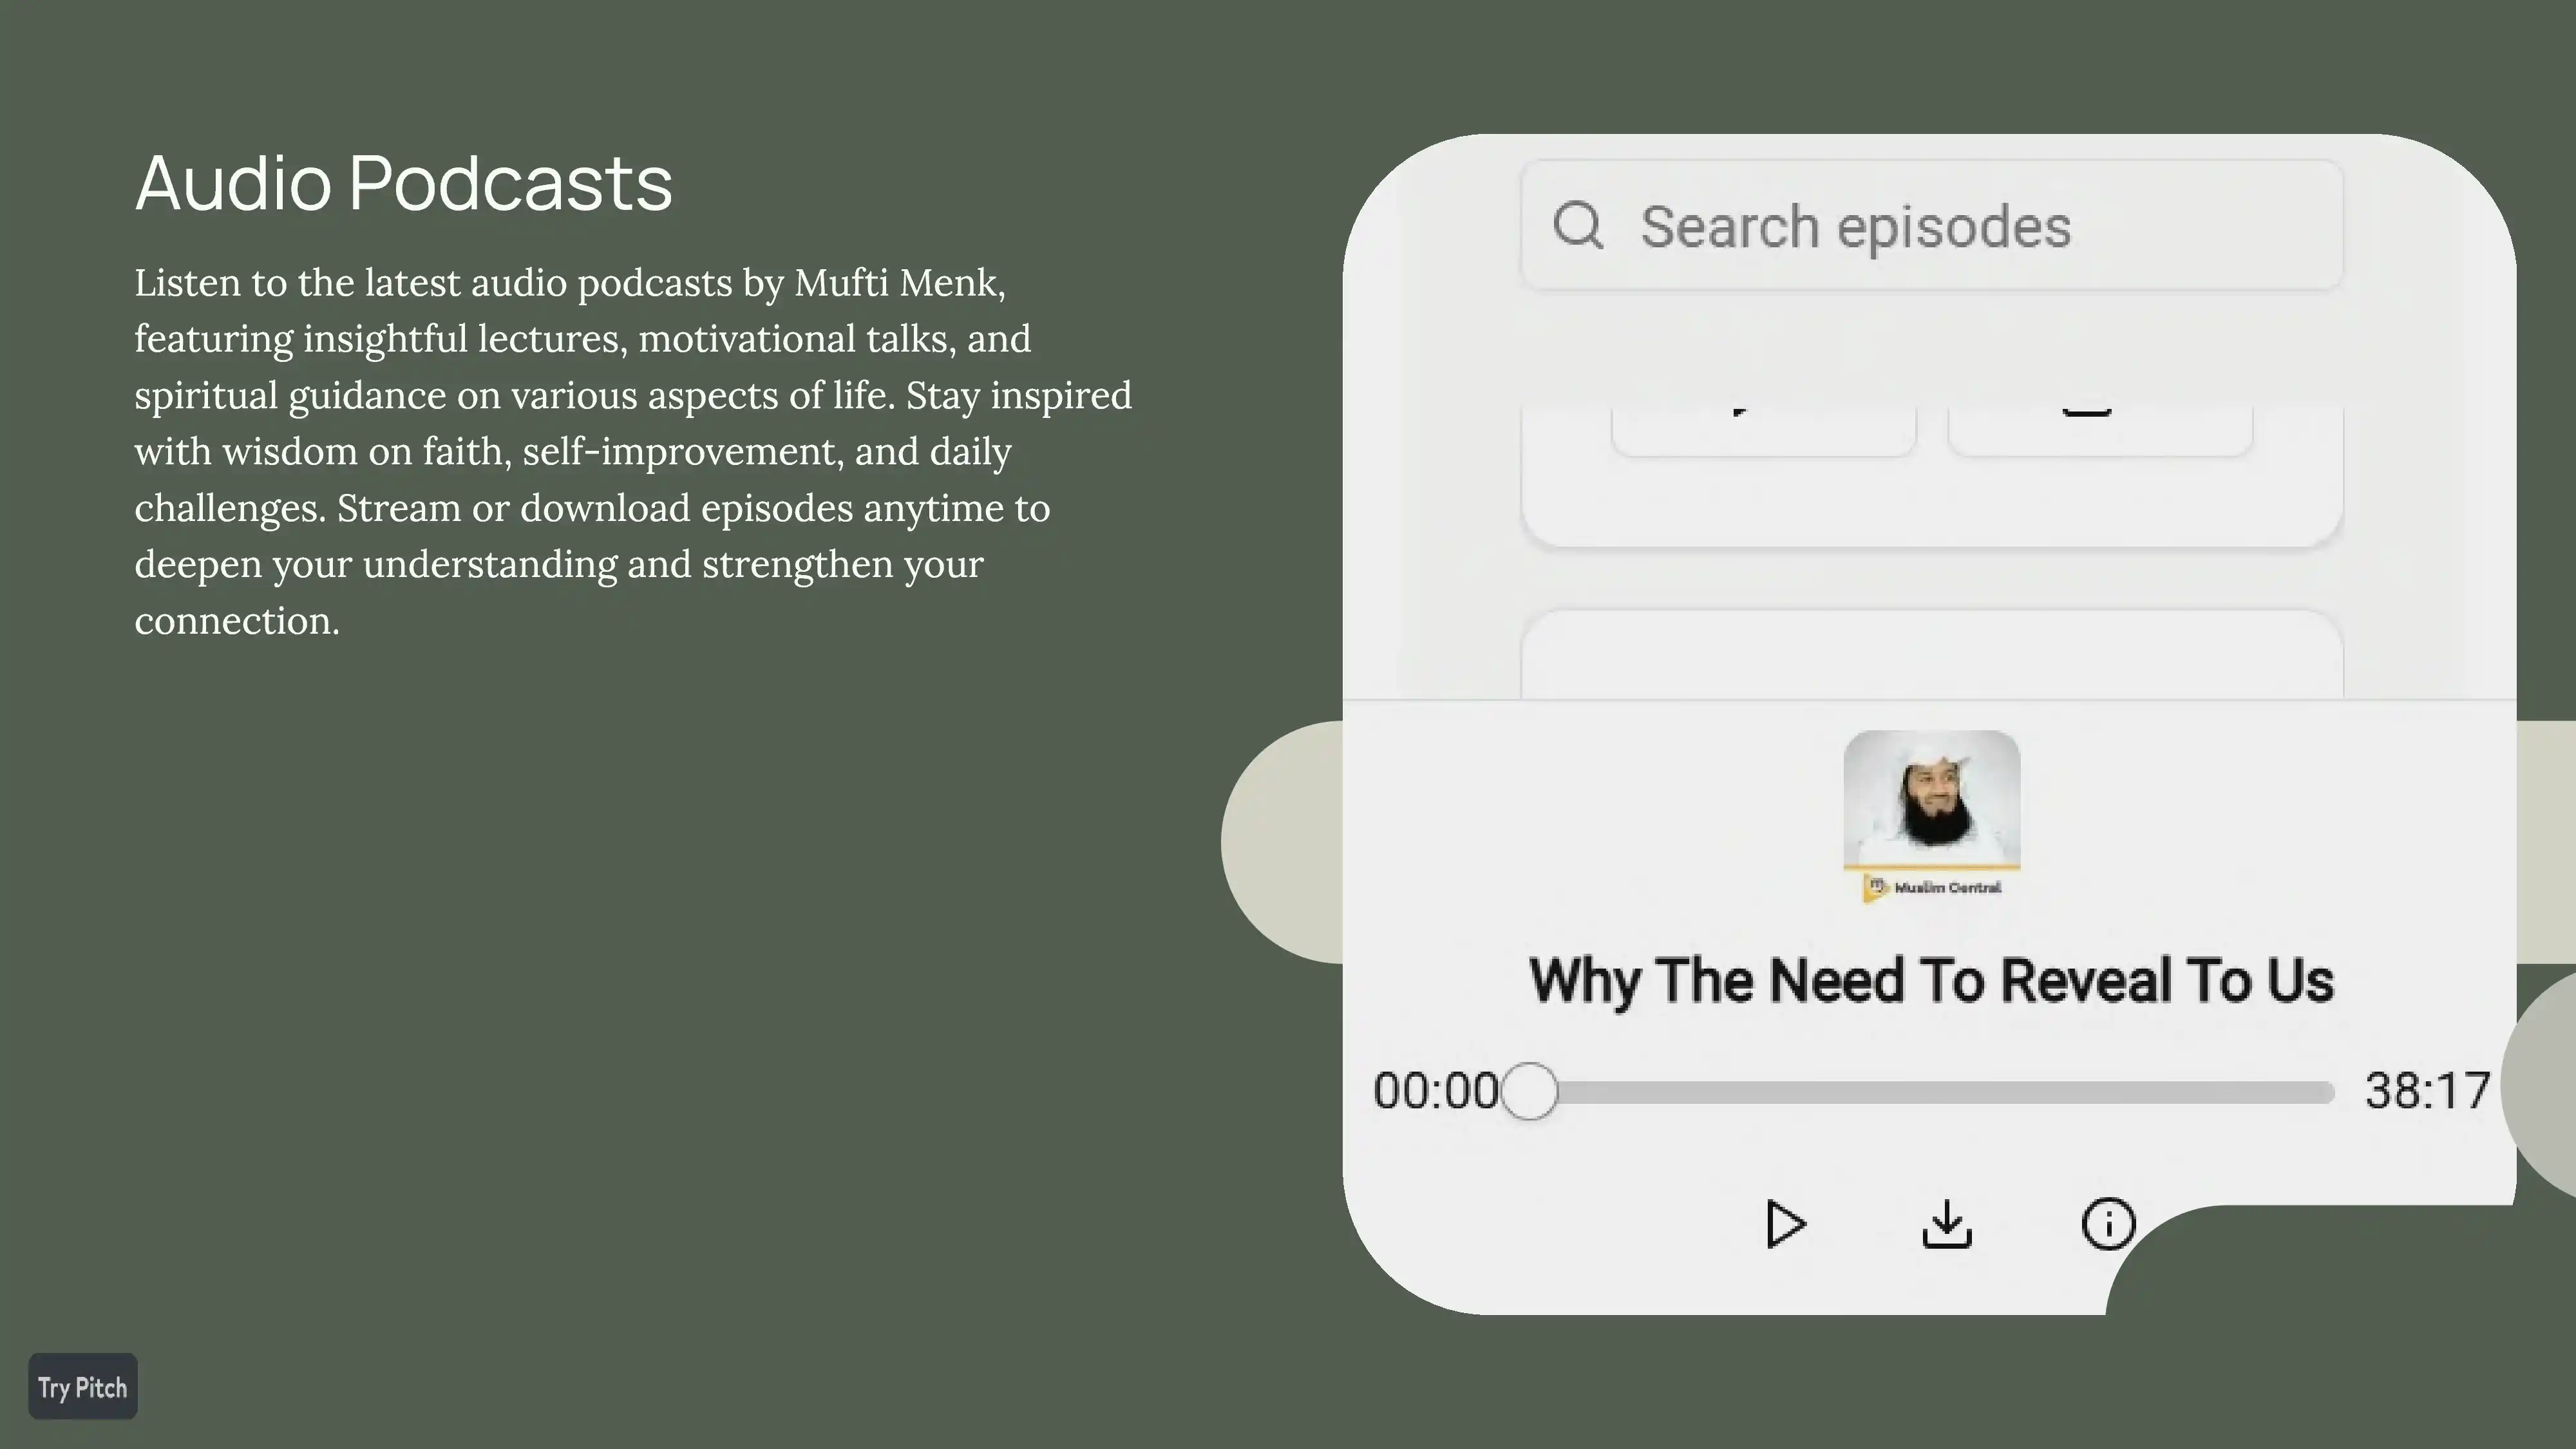 Audio Podcasts
Listen to the latest audio podcasts by Mufti Menk,
featuring insightful lectures, motivational talks, and
spiritual guidance on various aspects of life. Stay inspired
with wisdom on faith, self-improvement, and daily
challenges. Stream or download episodes anytime to
deepen your understanding and strengthen your
connection.
Search episodes
Muslim Central
Why The Need To Reveal To Us
00:00
38:17
Try Pitch